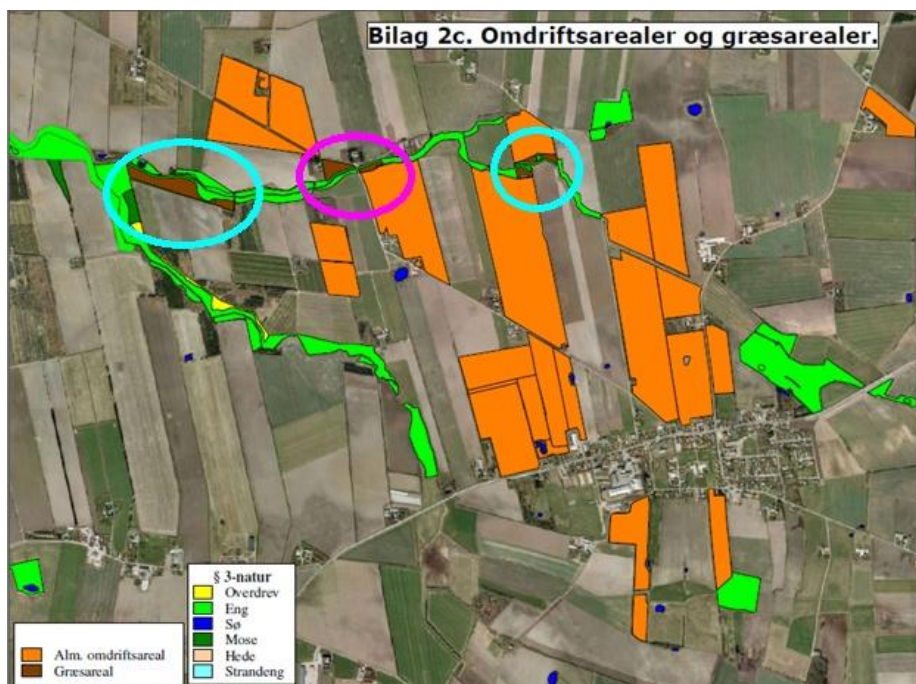 Bilag 2c. Omdriftsarealer og græsarealer.
§ 3-natur
Overdrev
Eng
Sø
Mose
Hede
Strandeng
Alm. omdriftsareal
Græsareal